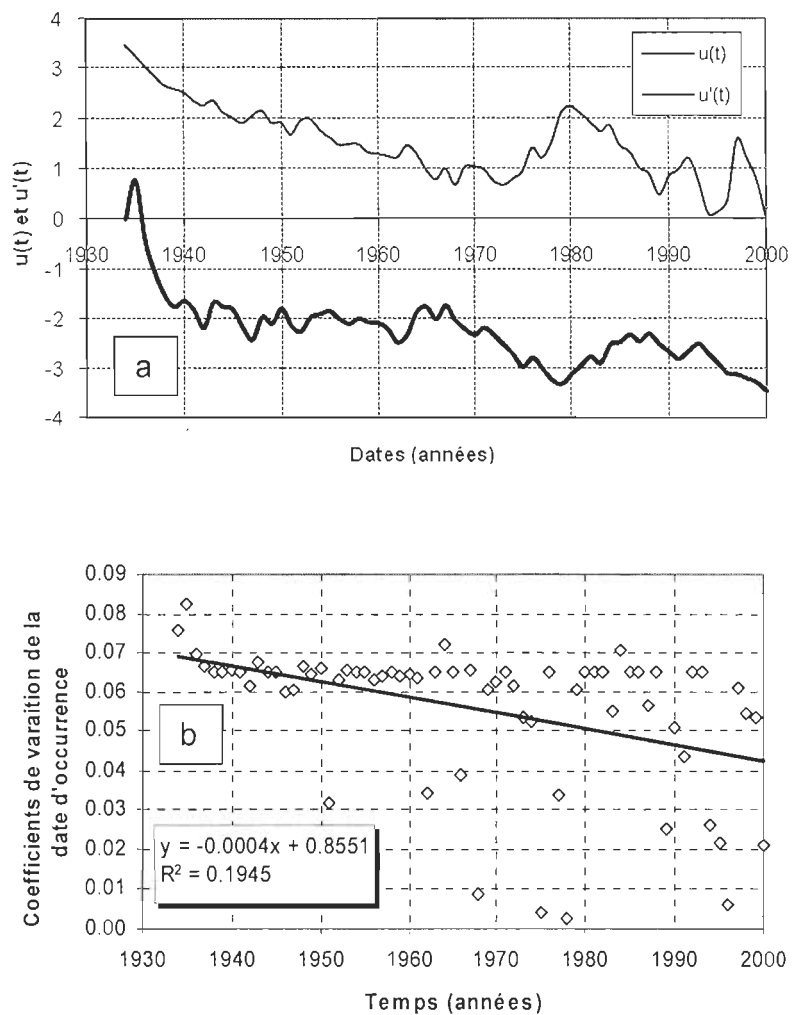 4
3
2
1
0
-1
-2
-3
-4
u(t) et u'(t)
u(t)
u'(t)
1930 1940 1950 1960 1970 1980 1990 2000
a
Dates (années)
0.09
0.08
0.07
0.06
0.05
0.04
0.03
0.02
0.01
0.00
Coefficients de varaition de la
date d'occurrence
b
y = -0.0004x + 0.8551
R² = 0.1945
1930 1940 1950 1960 1970 1980 1990 2000
Temps (années)